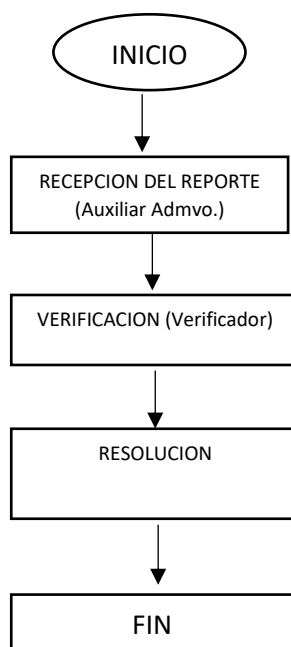 INICIO
RECEPCION DEL REPORTE
(Auxiliar Admvo.)
VERIFICACION (Verificador)
RESOLUCION
FIN